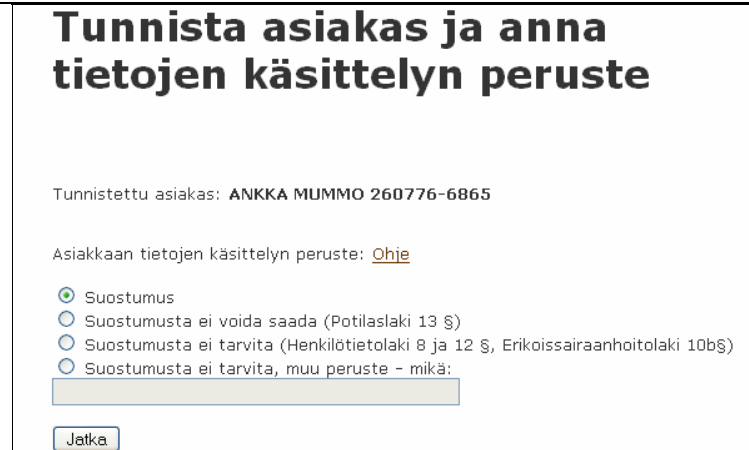 Tunnista asiakas ja anna
tietojen käsittelyn peruste
Tunnistettu asiakas: ANKKA MUMMO 260776-6865
Asiakkaan tietojen käsittelyn peruste: Ohje
Suostumus
Suostumusta ei voida saada (Potilaslaki 13 §)
Suostumusta ei tarvita (Henkilötietolaki 8 ja 12 §, Erikoissairaanhoitolaki 10b§)
Suostumusta ei tarvita, muu peruste - mikä:
Jatka